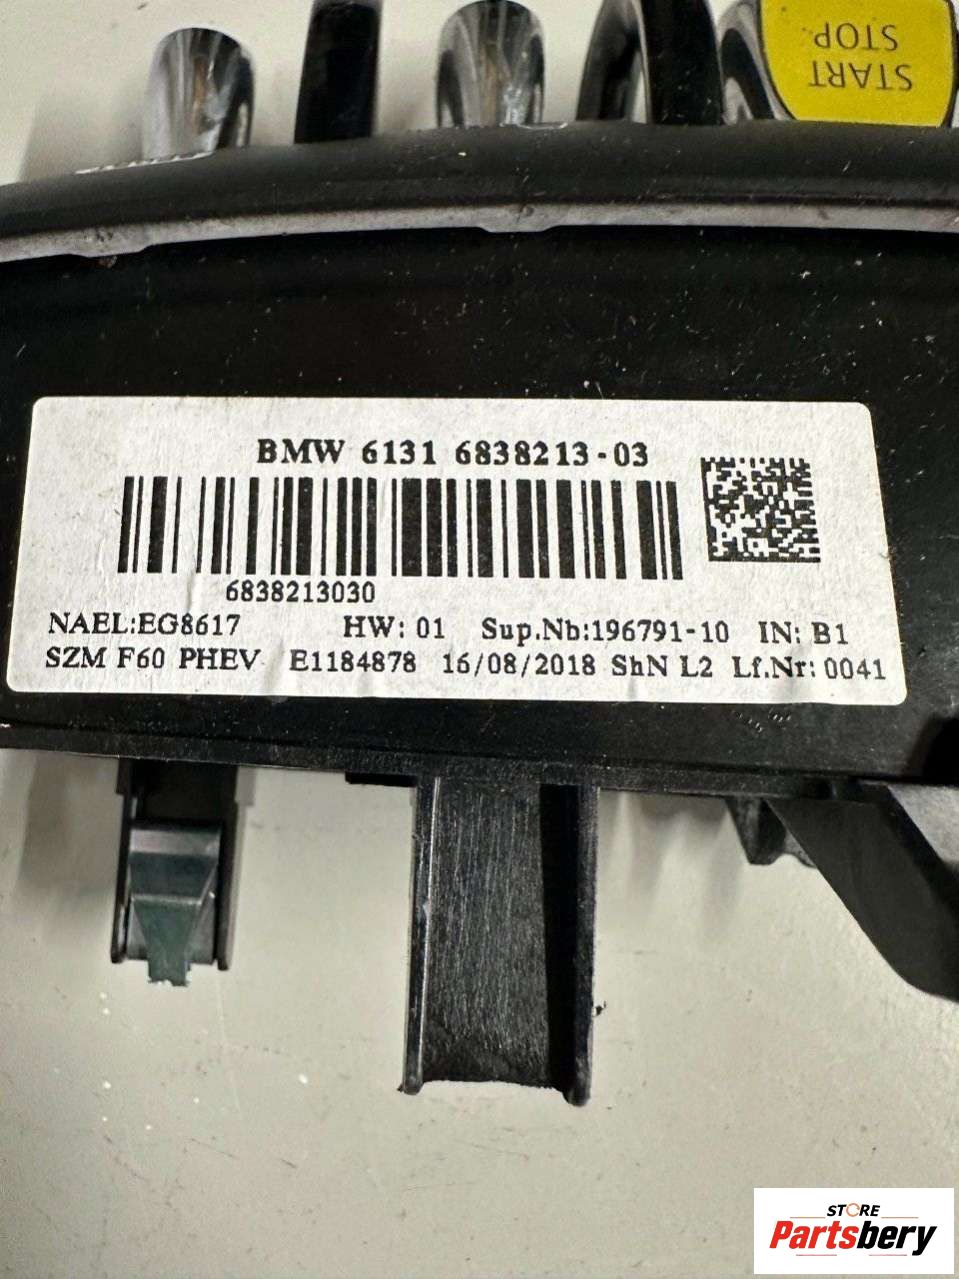 START
STOP
BMW 6131 6838213-03
6838213030
NAEL:EG8617 HW: 01 Sup.Nb:196791-10 IN: B1
SZM F60 PHEV E1184878 16/08/2018 ShN L2 Lf.Nr: 0041
STORE
Partsbery